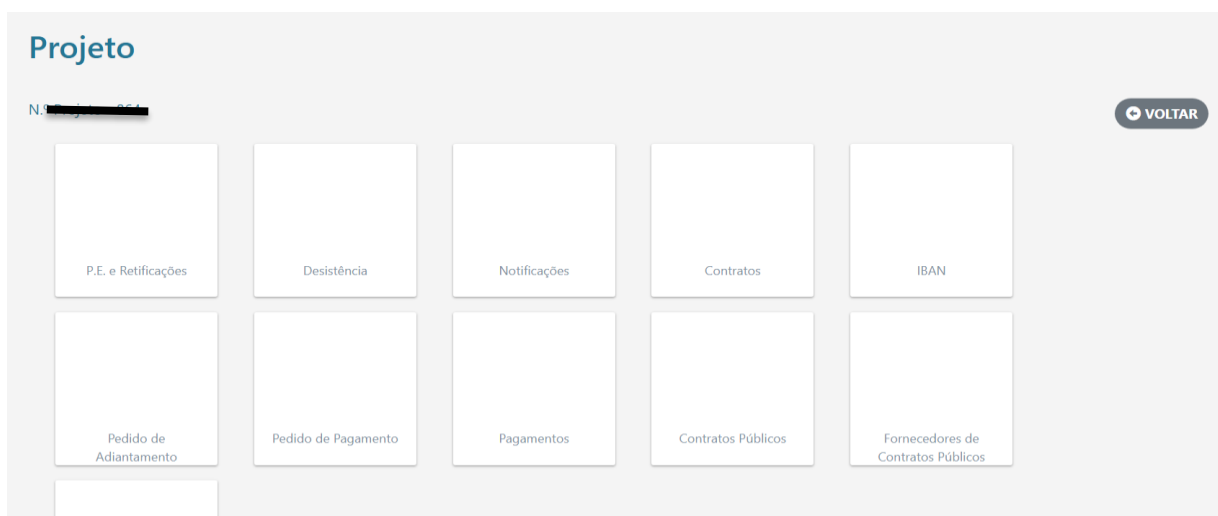 Projeto
N.º
VOLTAR
P.E. e Retificações
Desistência
Notificações
Contratos
IBAN
Pedido de
Adiantamento
Pedido de Pagamento
Pagamentos
Contratos Públicos
Fornecedores de
Contratos Públicos